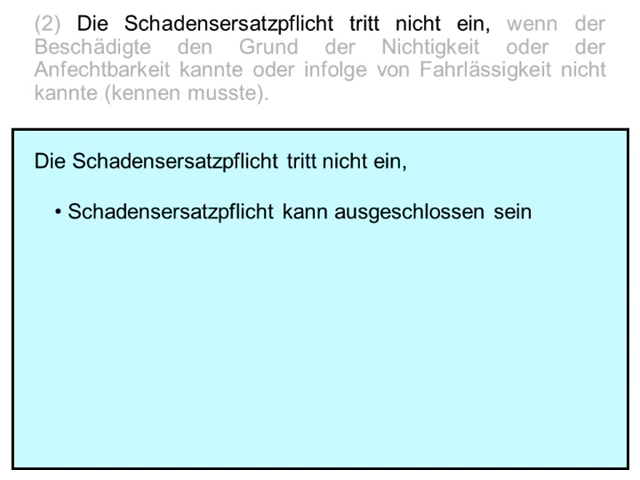 (2) Die Schadensersatzpflicht tritt nicht ein, wenn der
Beschädigte den Grund der Nichtigkeit oder der
Anfechtbarkeit kannte oder infolge von Fahrlässigkeit nicht
kannte (kennen musste).
Die Schadensersatzpflicht tritt nicht ein,
• Schadensersatzpflicht kann ausgeschlossen sein